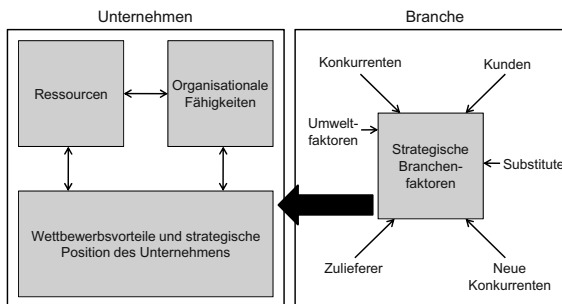 Unternehmen
Ressourcen
Organisationale
Fähigkeiten
Wettbewerbsvorteile und strategische
Position des Unternehmens
Branche
Konkurrenten
Kunden
Umwelt-
faktoren
Strategische
Branchen-
faktoren
Substitute
Zulieferer
Neue
Konkurrenten